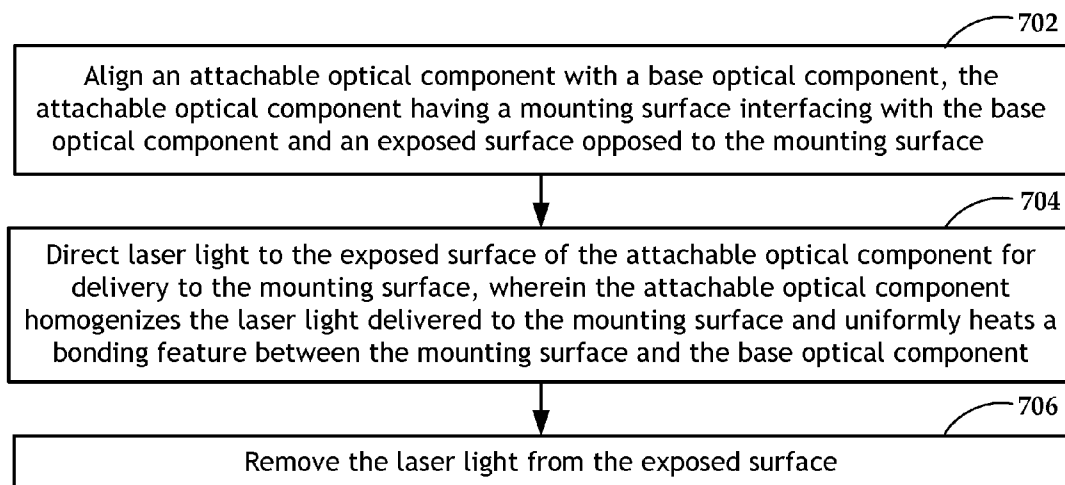 702
Align an attachable optical component with a base optical component, the
attachable optical component having a mounting surface interfacing with the base
optical component and an exposed surface opposed to the mounting surface
704
Direct laser light to the exposed surface of the attachable optical component for
delivery to the mounting surface, wherein the attachable optical component
homogenizes the laser light delivered to the mounting surface and uniformly heats a
bonding feature between the mounting surface and the base optical component
706
Remove the laser light from the exposed surface